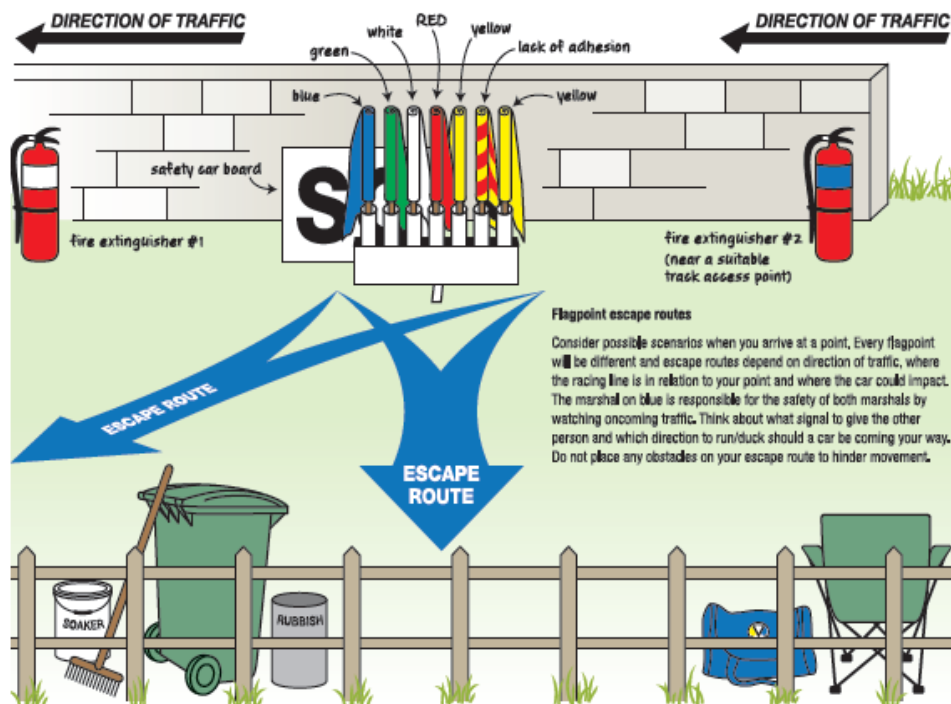 DIRECTION OF TRAFFIC
DIRECTION OF TRAFFIC
RED
white
yellow
green
lack of adhesion
blue
yellow
safety car board
SC
fire extinguisher #1
fire extinguisher #2
(near a suitable
track access point)
Flagpoint escape routes
Consider possible scenarios when you arrive at a point. Every flagpoint
will be different and escape routes depend on direction of traffic, where
the racing line is in relation to your point and where the car could impact.
The marshal on blue is responsible for the safety of both marshals by
watching oncoming traffic. Think about what signal to give the other
person and which direction to run/duck should a car be coming your way.
Do not place any obstacles on your escape route to hinder movement.
ESCAPE ROUTE
ESCAPE
ROUTE
SOAKER
RUBBISH